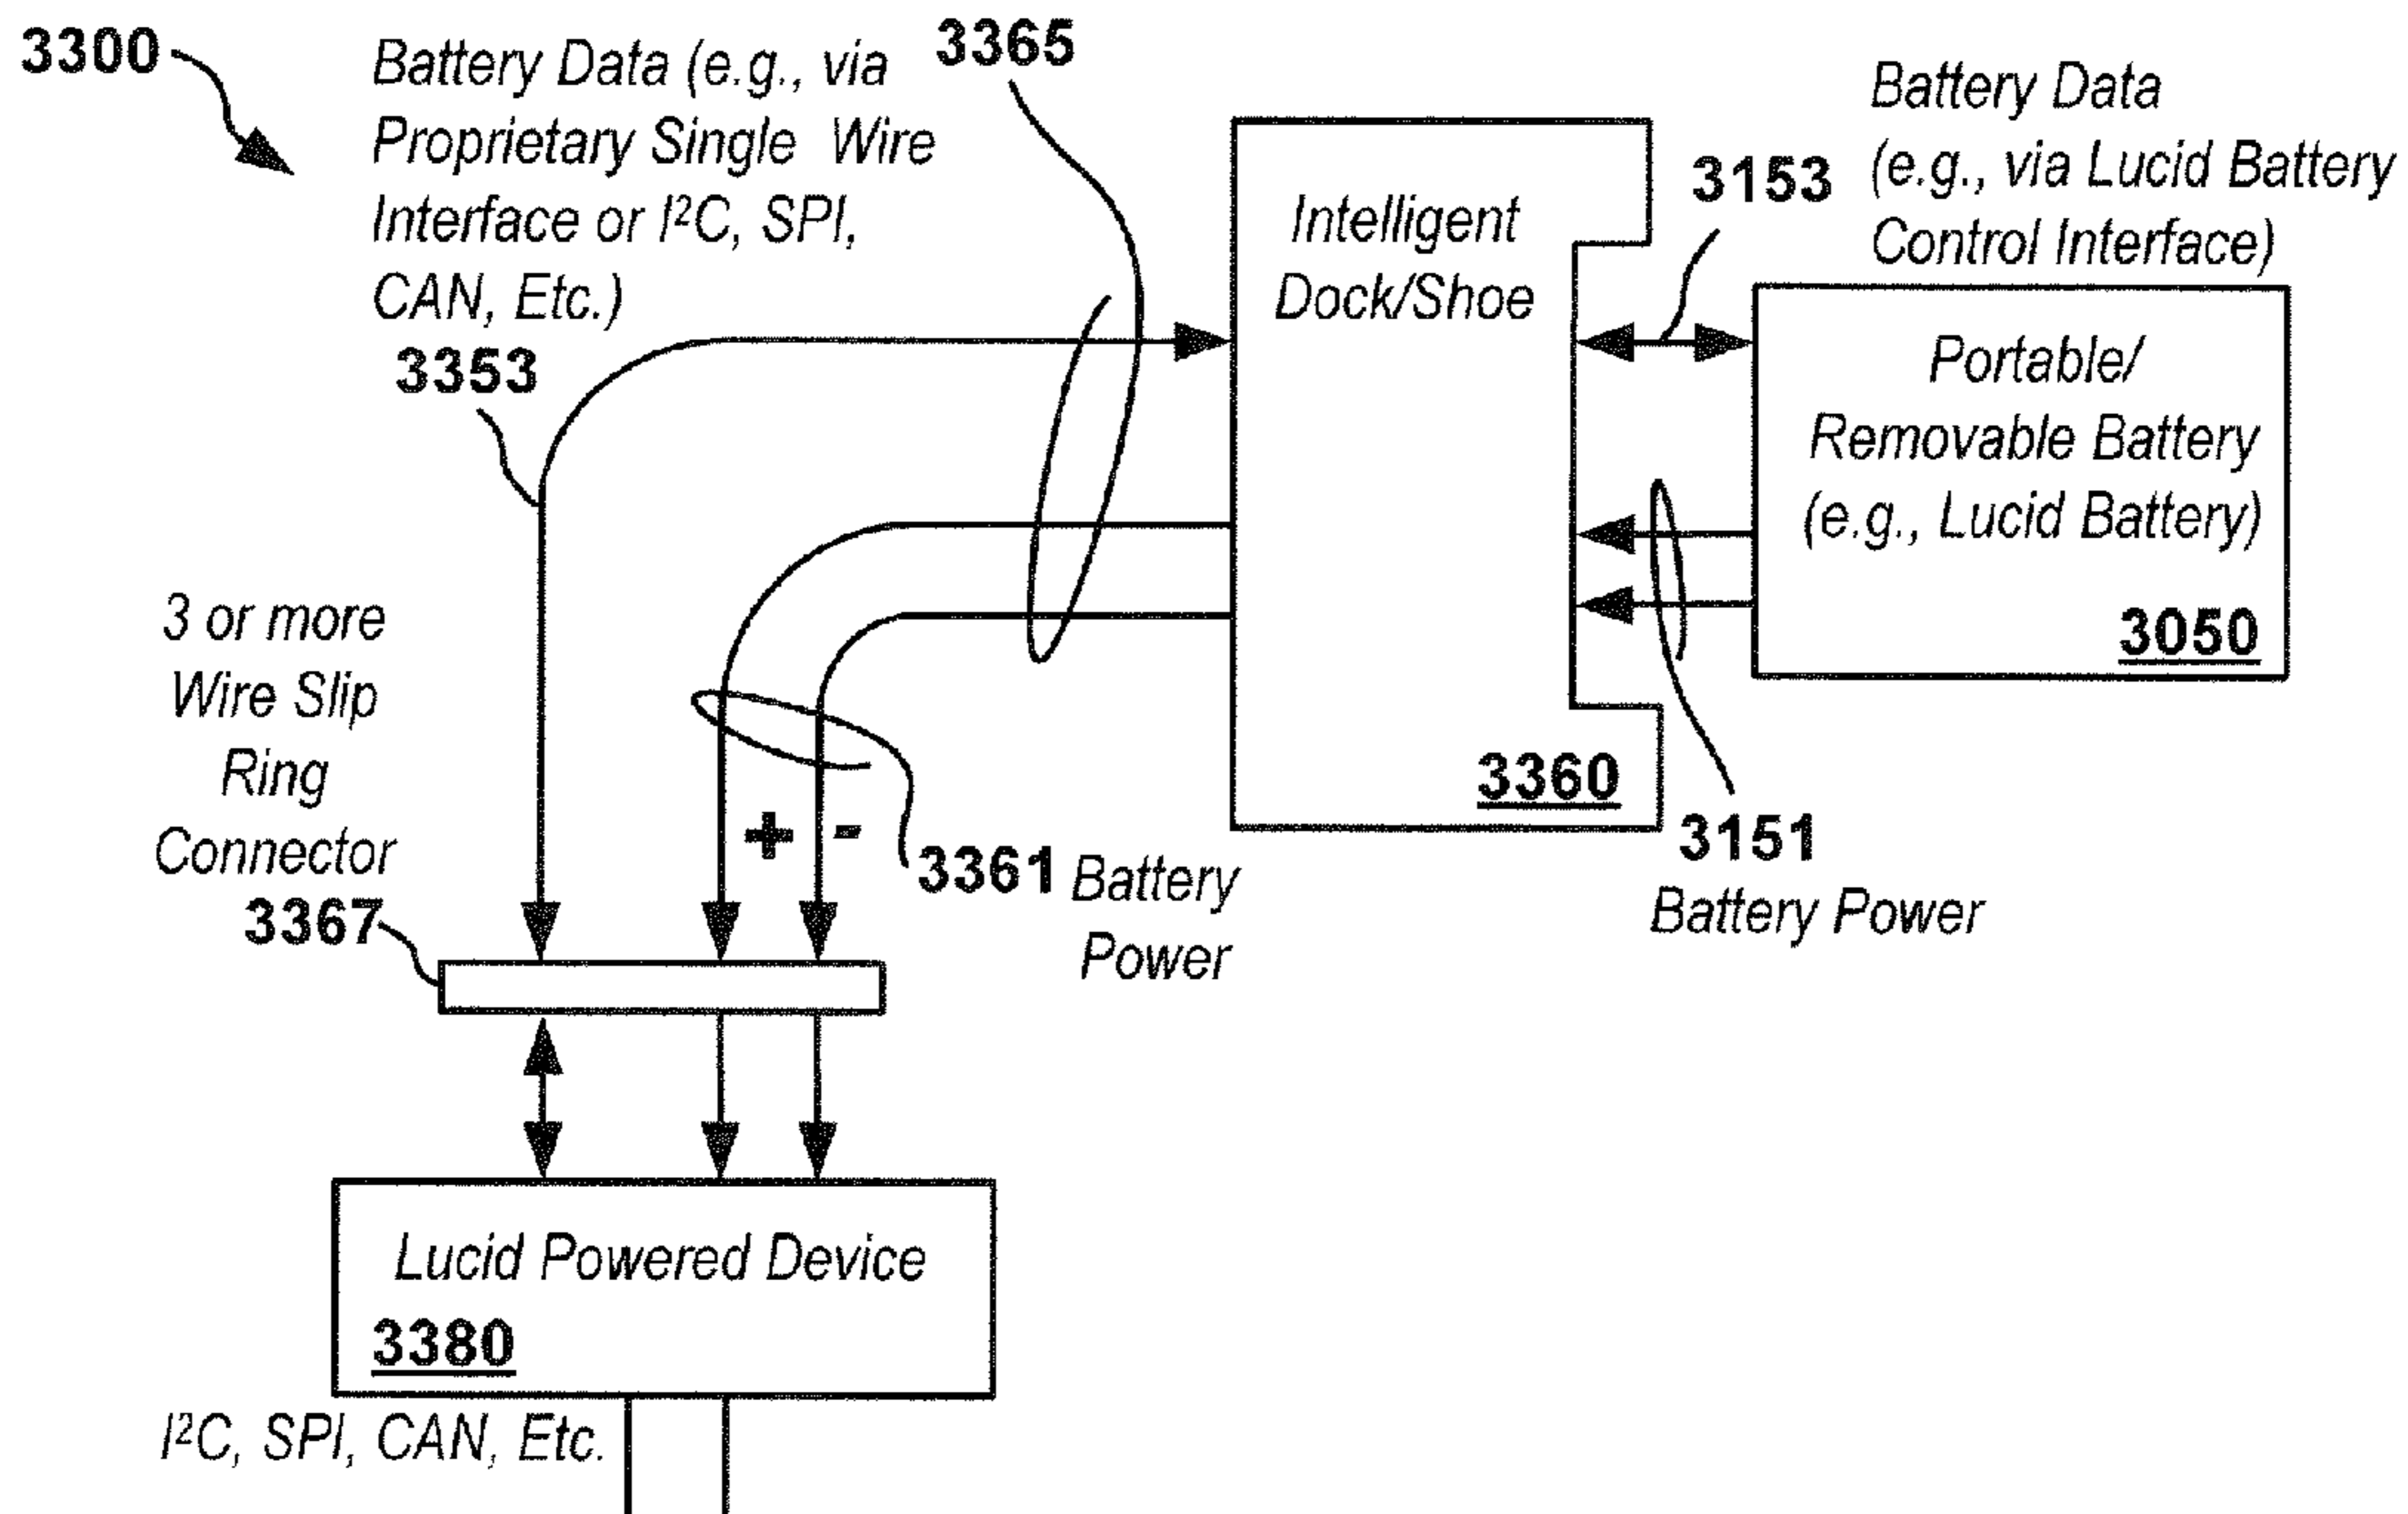 3300
Battery Data (e.g., via
Proprietary Single Wire
Interface or I²C, SPI,
CAN, Etc.)
3353
3365
Intelligent
Dock/Shoe
3360
3153
Battery Data
(e.g., via Lucid Battery
Control Interface)
Portable/
Removable Battery
(e.g., Lucid Battery)
3050
3151
Battery Power
3 or more
Wire Slip
Ring
Connector
3367
+ -
3361 Battery
Power
Lucid Powered Device
3380
I²C, SPI, CAN, Etc.